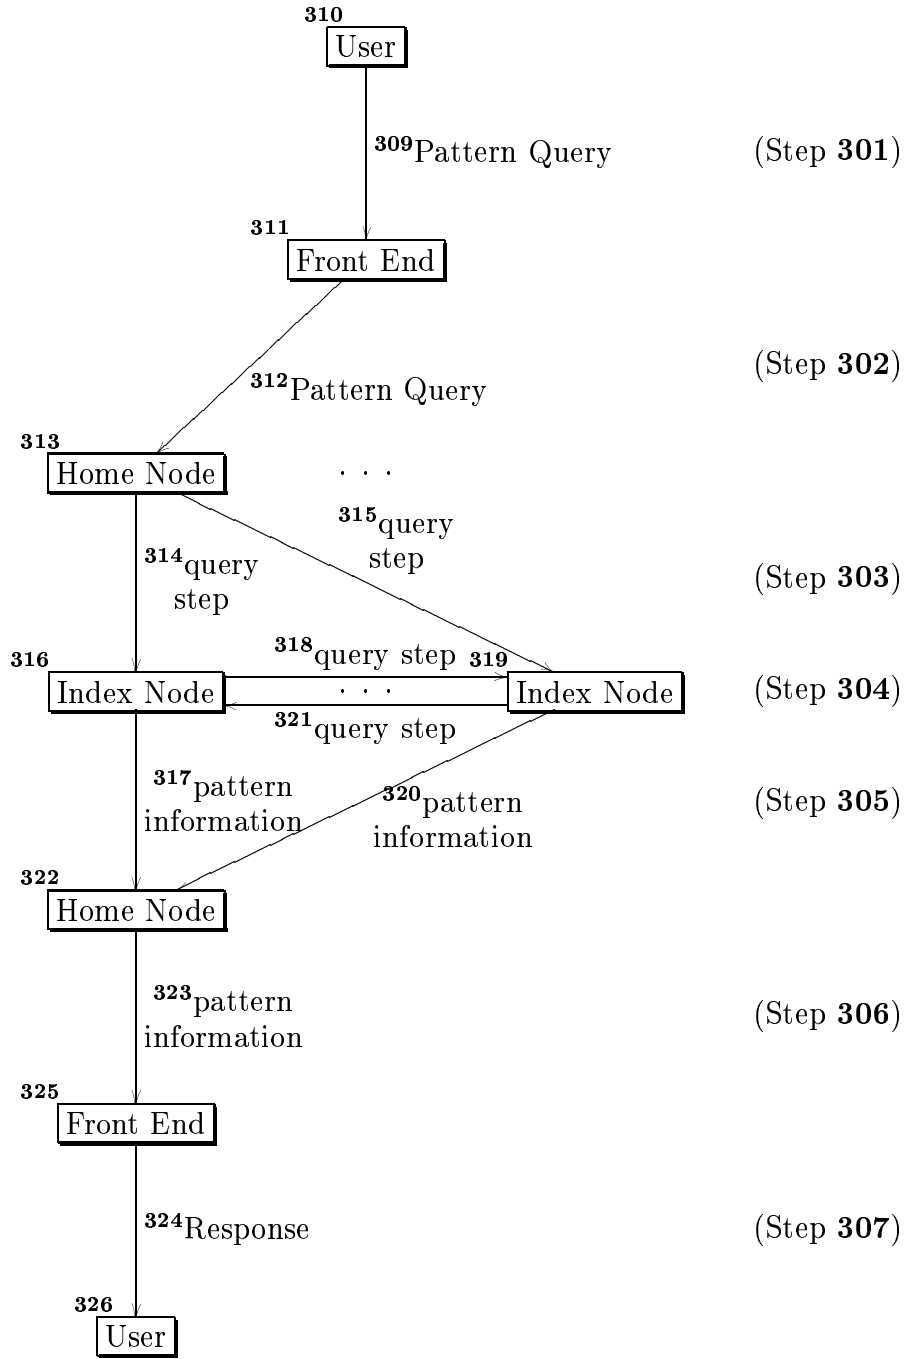 310
User
309Pattern Query (Step 301)
311
Front End
(Step 302)
312Pattern Query
313
Home Node . . .
315query
step
314query
step
(Step 303)
318query step 319
316
Index Node . . . Index Node (Step 304)
321query step
317pattern
information
320pattern
information
(Step 305)
322
Home Node
323pattern
information
(Step 306)
325
Front End
324Response (Step 307)
326
User